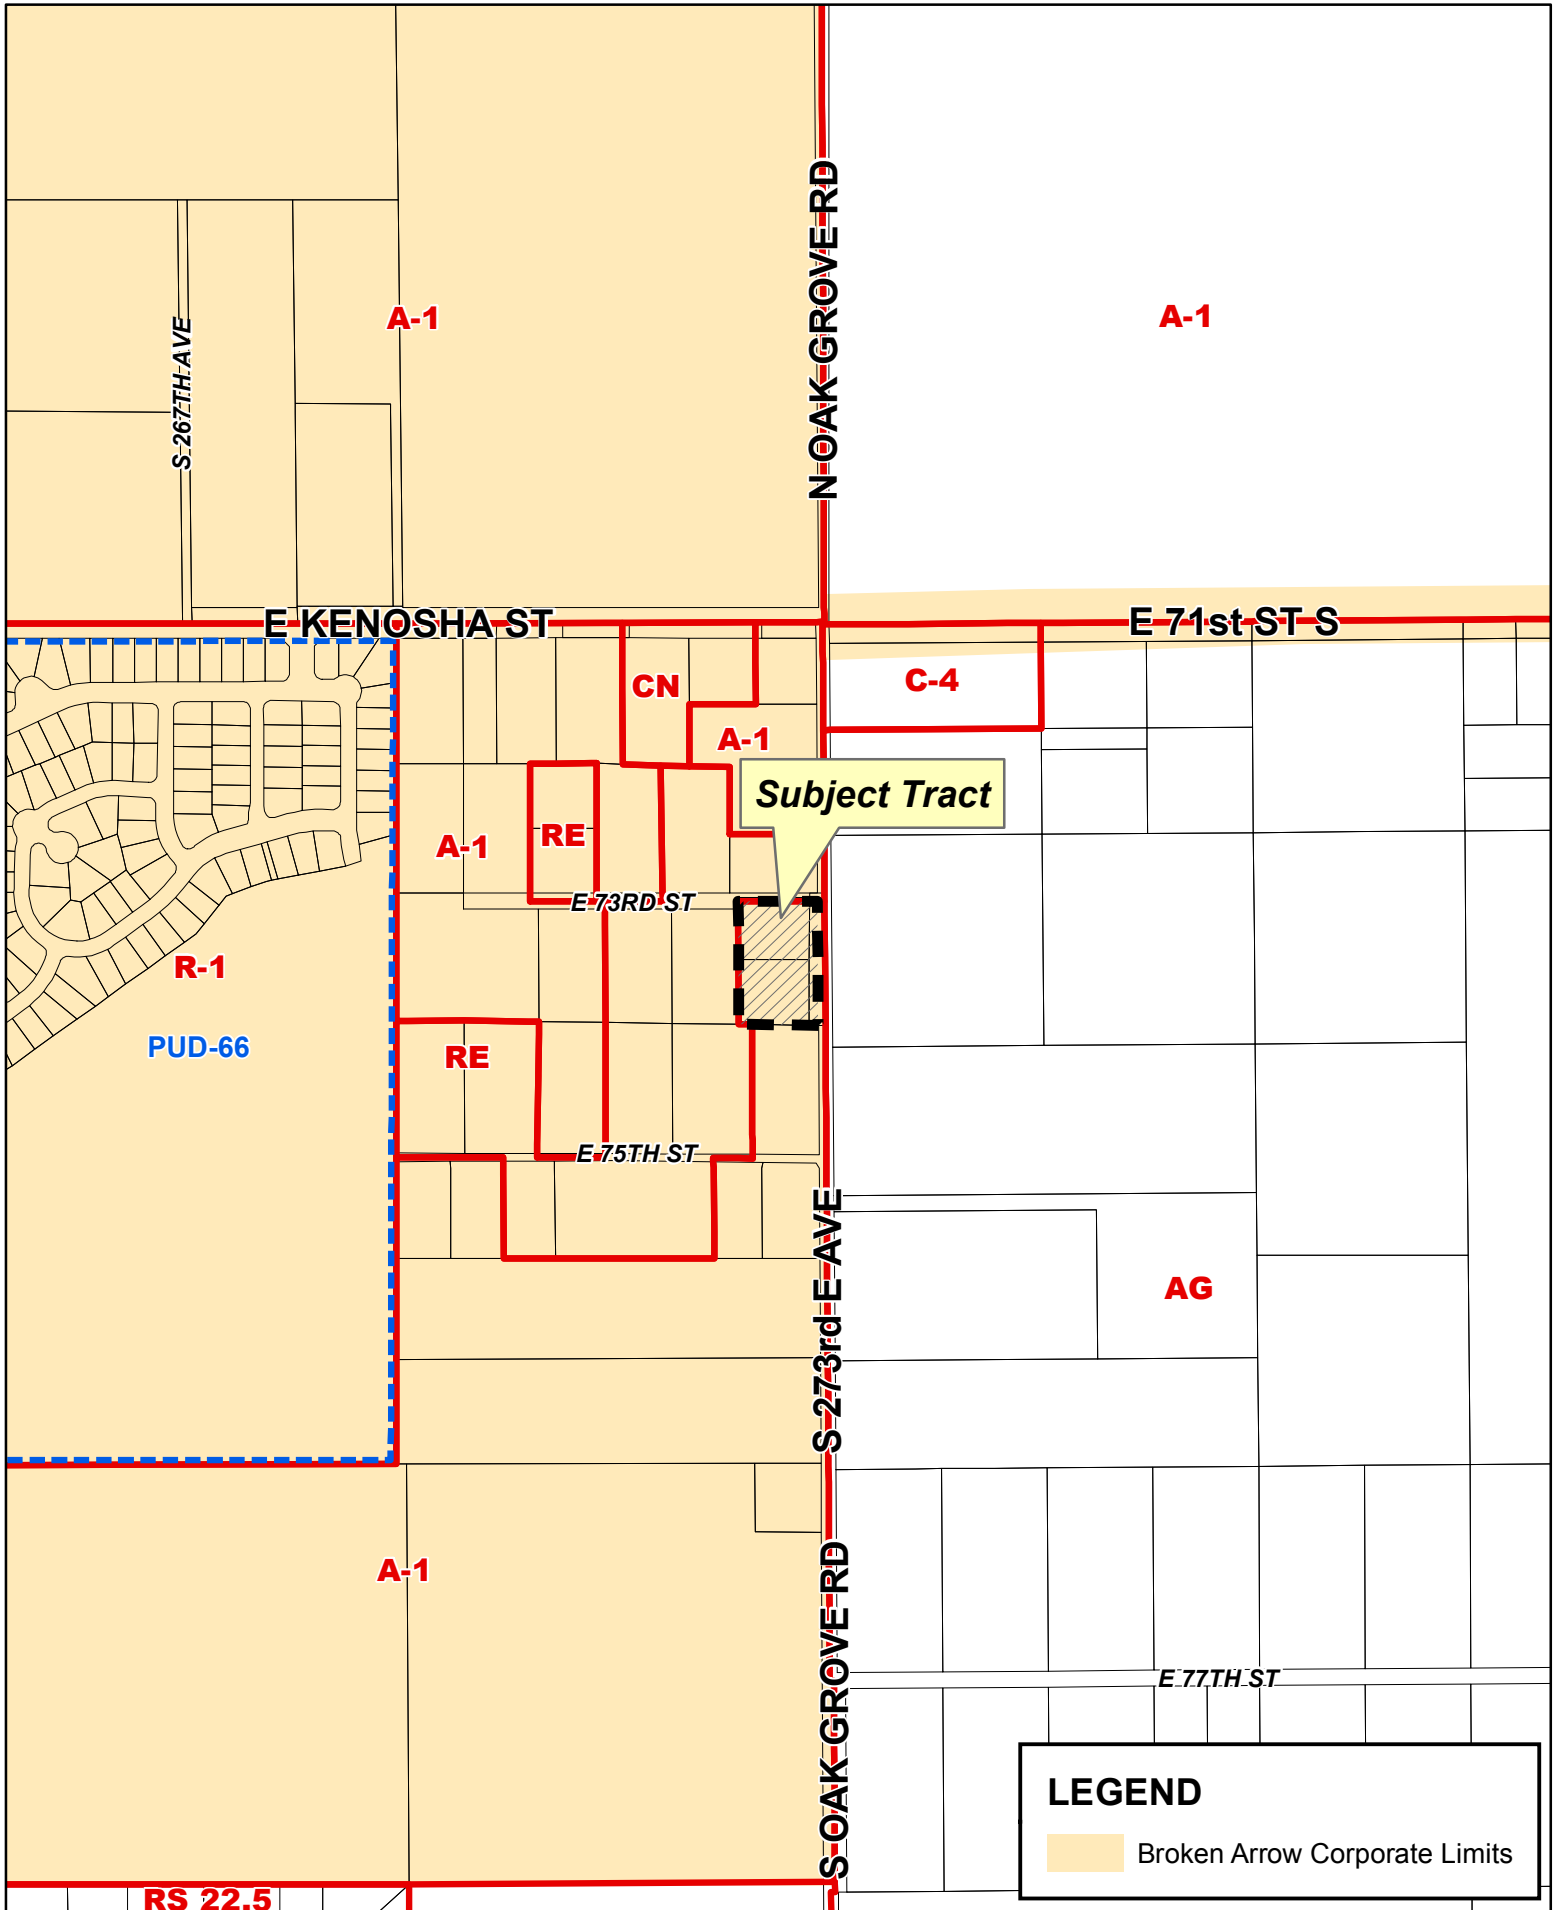 N OAK GROVE RD
A-1
A-1
S 267TH AVE
E KENOSHA ST
E 71st ST S
CN
C-4
A-1
Subject Tract
A-1
RE
E 73RD ST
R-1
PUD-66
RE
E 75TH ST
S 273rd E AVE
AG
A-1
S OAK GROVE RD
E 77TH ST
LEGEND
Broken Arrow Corporate Limits
RS 22.5